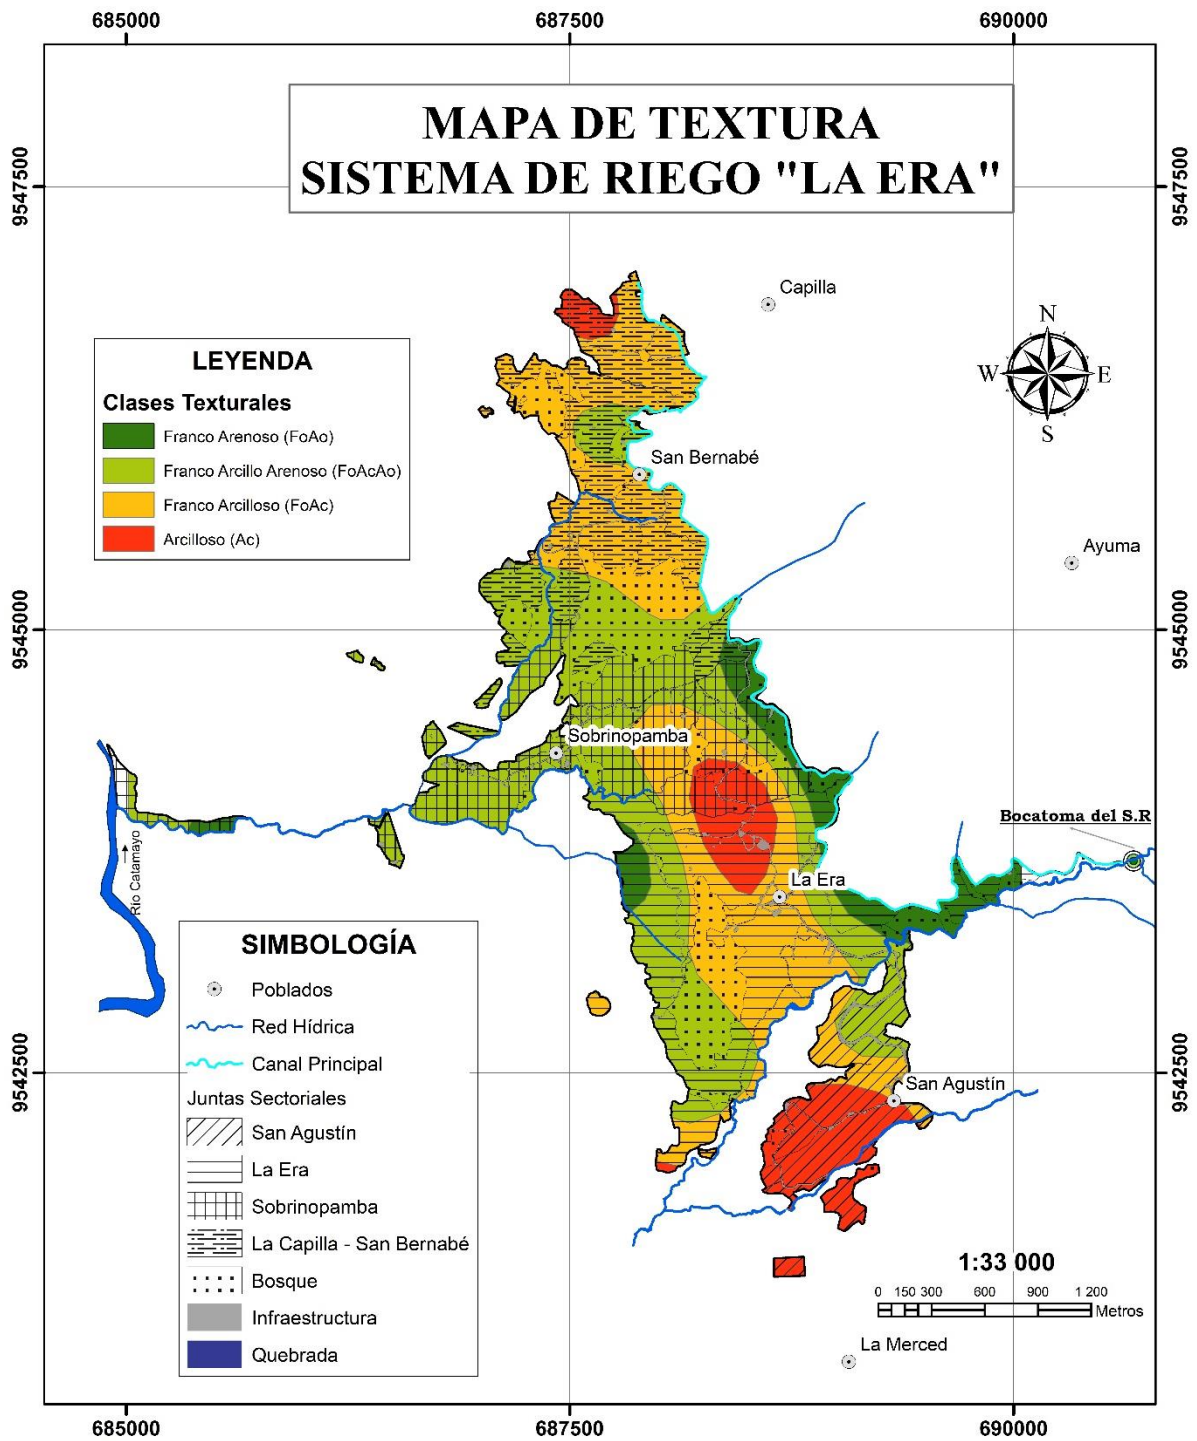 685000
687500
690000
MAPA DE TEXTURA
SISTEMA DE RIEGO "LA ERA"
9547500
9547500
Capilla
N
W
E
S
LEYENDA
Clases Texturales
Franco Arenoso (FoAo)
Franco Arcillo Arenoso (FoAcAo)
Franco Arcilloso (FoAc)
Arcilloso (Ac)
San Bernabé
Ayuma
9545000
9545000
Sobrinopamba
Bocatoma del S.R
Río Catamayo
La Era
SIMBOLOGÍA
Poblados
Red Hídrica
Canal Principal
Juntas Sectoriales
San Agustín
La Era
Sobrinopamba
La Capilla - San Bernabé
Bosque
Infraestructura
Quebrada
9542500
9542500
San Agustín
1:33 000
0 150 300 600 900 1 200
Metros
La Merced
685000
687500
690000